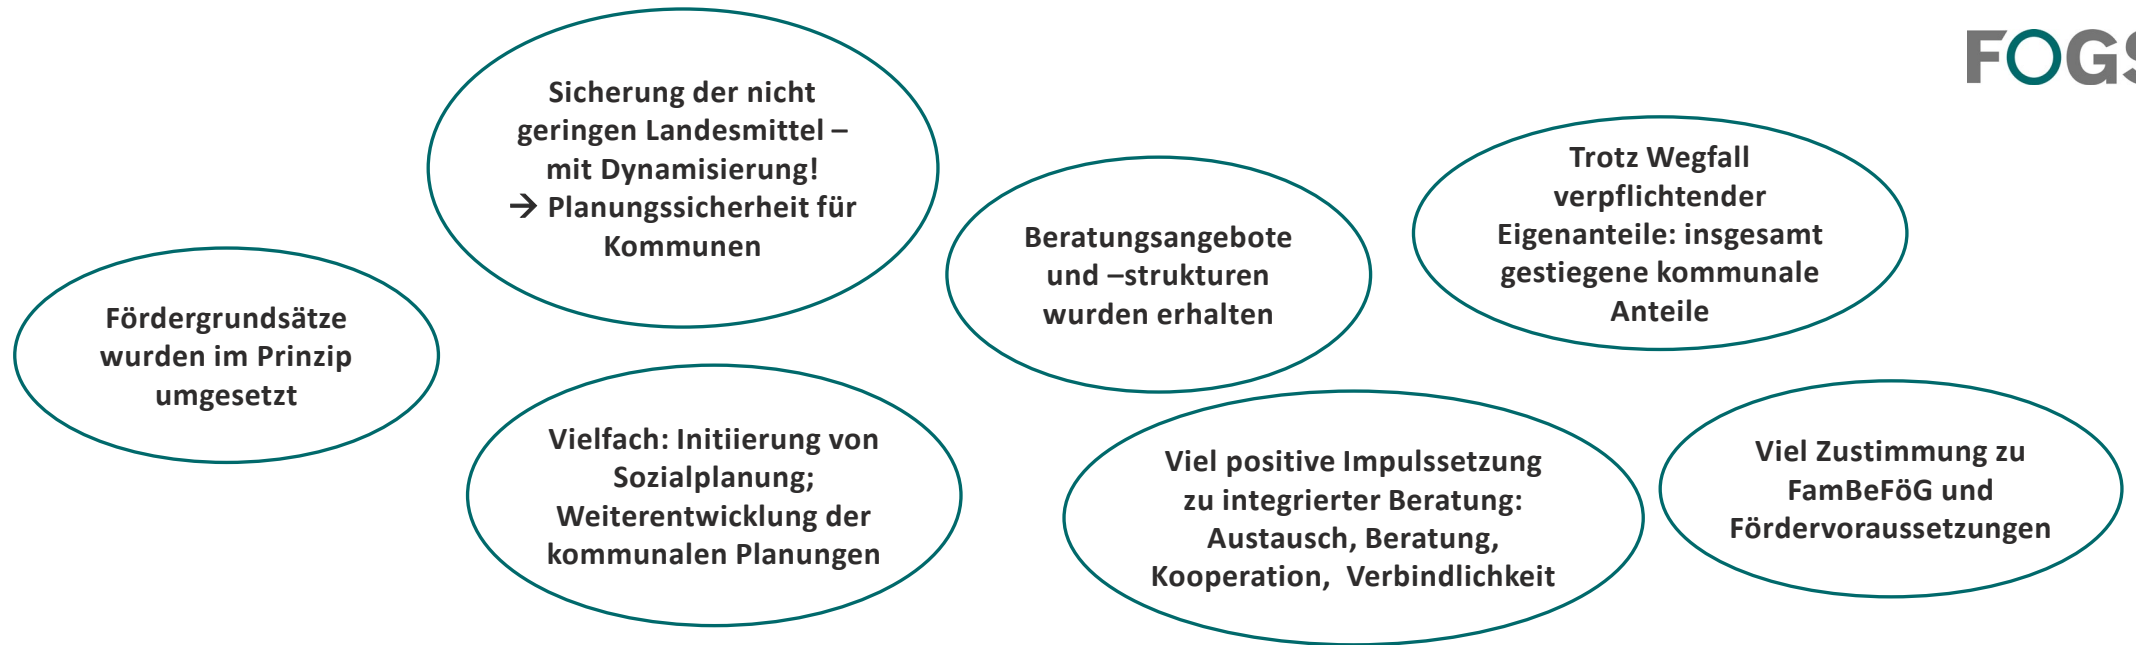 FOGS
Sicherung der nicht
geringen Landesmittel –
mit Dynamisierung!
→ Planungssicherheit für
Kommunen
Trotz Wegfall
verpflichtender
Eigenanteile: insgesamt
gestiegene kommunale
Anteile
Beratungsangebote
und –strukturen
wurden erhalten
Fördergrundsätze
wurden im Prinzip
umgesetzt
Vielfach: Initiierung von
Sozialplanung;
Weiterentwicklung der
kommunalen Planungen
Viel positive Impulssetzung
zu integrierter Beratung:
Austausch, Beratung,
Kooperation,  Verbindlichkeit
Viel Zustimmung zu
FamBeFöG und
Fördervoraussetzungen